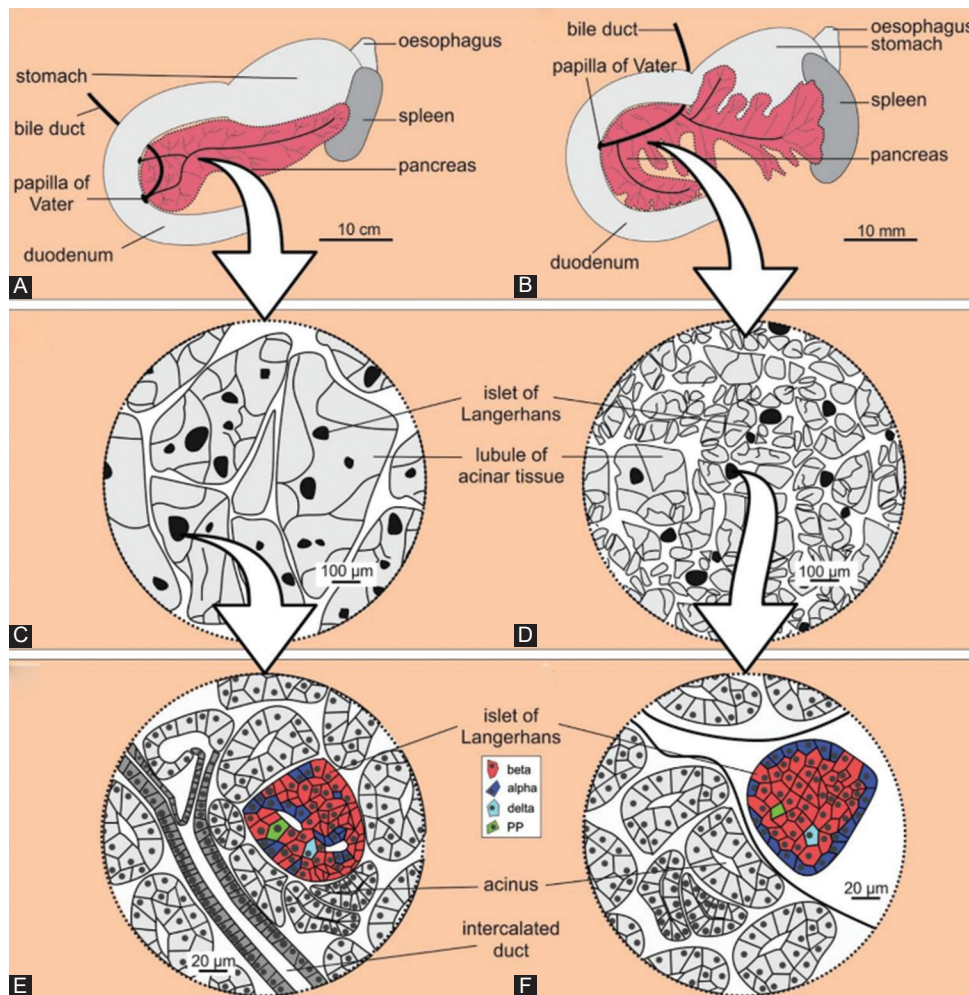 oesophagus
stomach
bile duct
spleen
pancreas
papilla of
Vater
duodenum
10 cm
A
bile duct
oesophagus
stomach
papilla of Vater
spleen
pancreas
duodenum
10 mm
B
islet of
Langerhans
lubule of
acinar tissue
100 µm
100 µm
C
D
islet of
Langerhans
beta
alpha
delta
PP
acinus
intercalated
duct
20 µm
20 µm
E
F